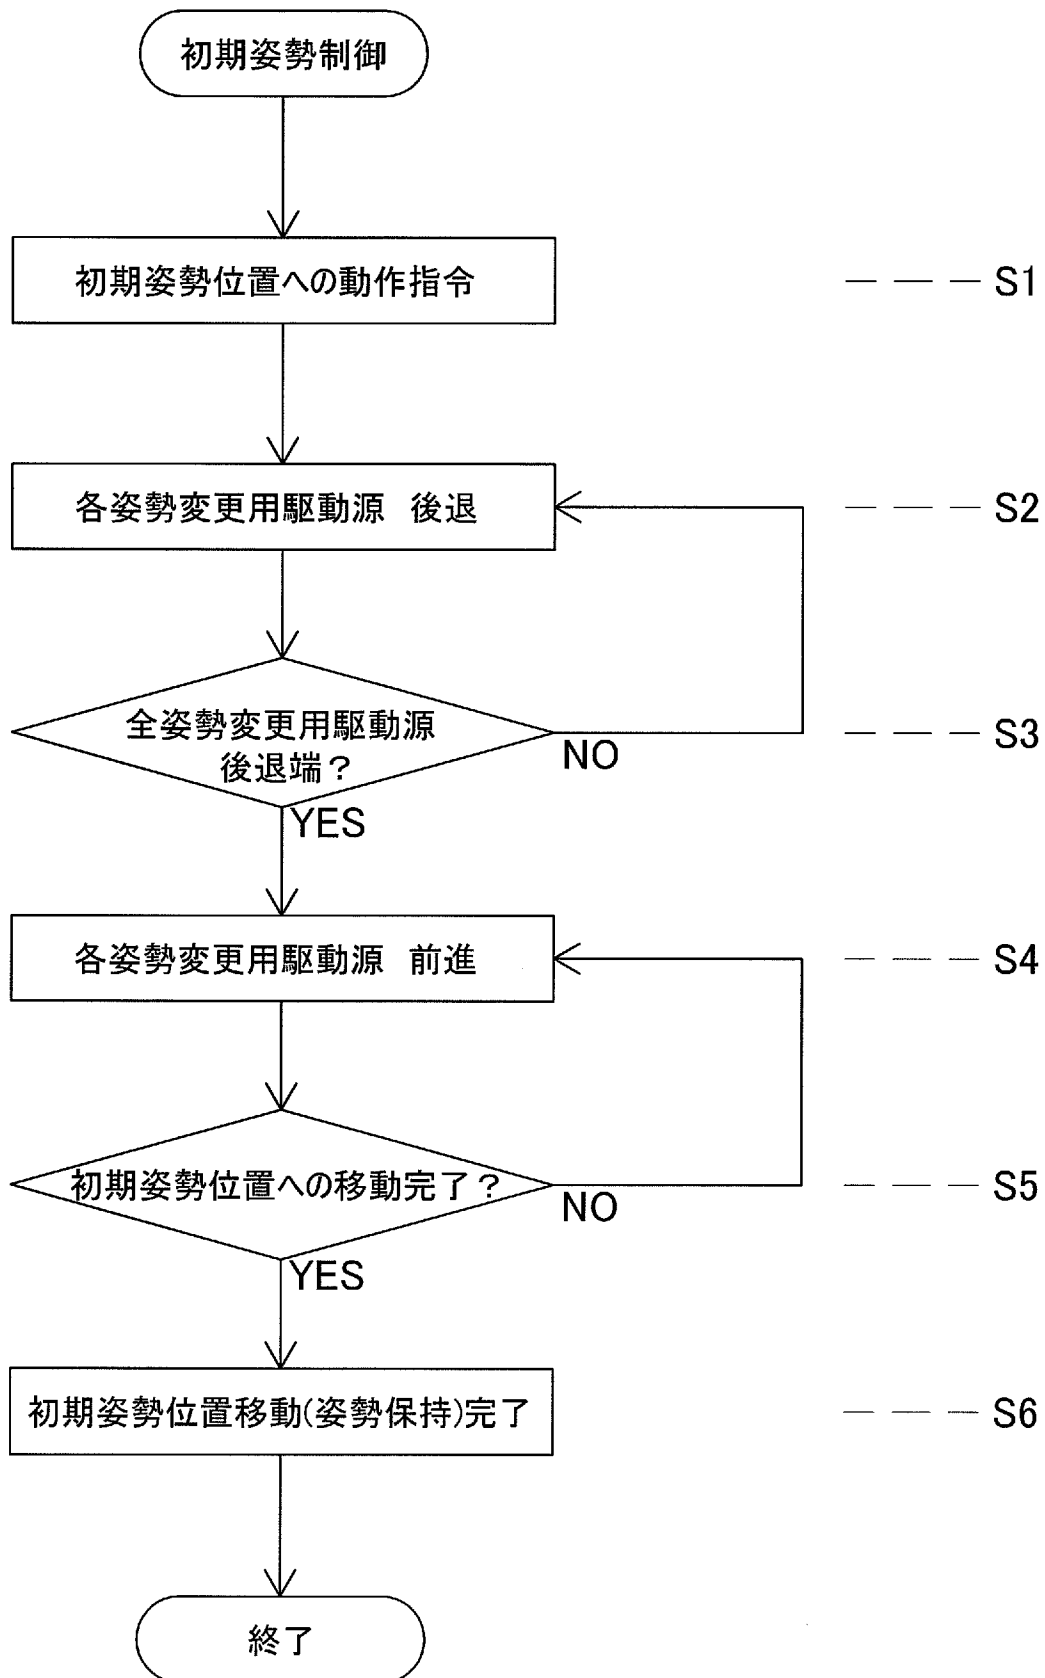 初期姿勢制御
初期姿勢位置への動作指令
S1
各姿勢変更用駆動源　後退
S2
全姿勢変更用駆動源
後退端？
S3
NO
YES
各姿勢変更用駆動源　前進
S4
初期姿勢位置への移動完了？
S5
NO
YES
初期姿勢位置移動(姿勢保持)完了
S6
終了